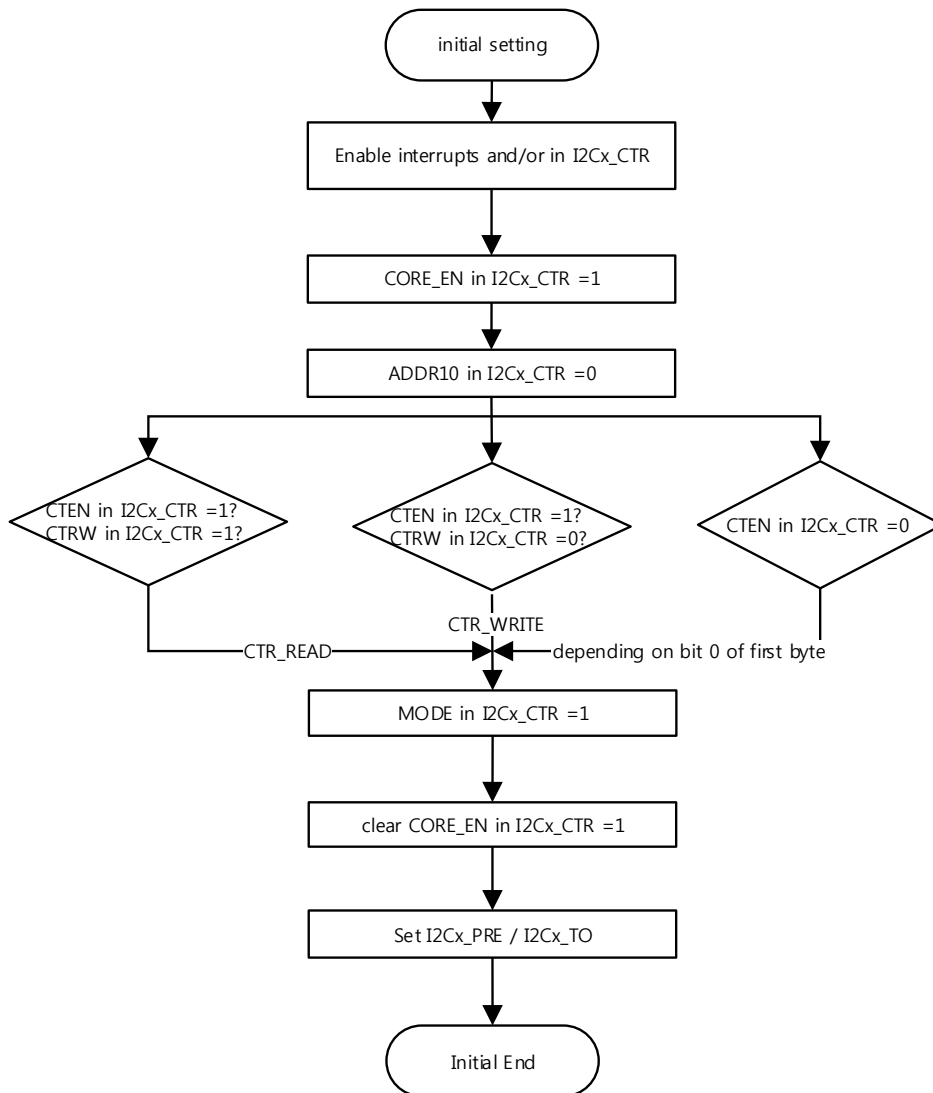 initial setting
Enable interrupts and/or in I2Cx_CTR
CORE_EN in I2Cx_CTR =1
ADDR10 in I2Cx_CTR =0
CTEN in I2Cx_CTR =1?
CTRW in I2Cx_CTR =1?
CTEN in I2Cx_CTR =1?
CTRW in I2Cx_CTR =0?
CTEN in I2Cx_CTR =0
CTR_WRITE
CTR_READ
depending on bit 0 of first byte
MODE in I2Cx_CTR =1
clear CORE_EN in I2Cx_CTR =1
Set I2Cx_PRE / I2Cx_TO
Initial End